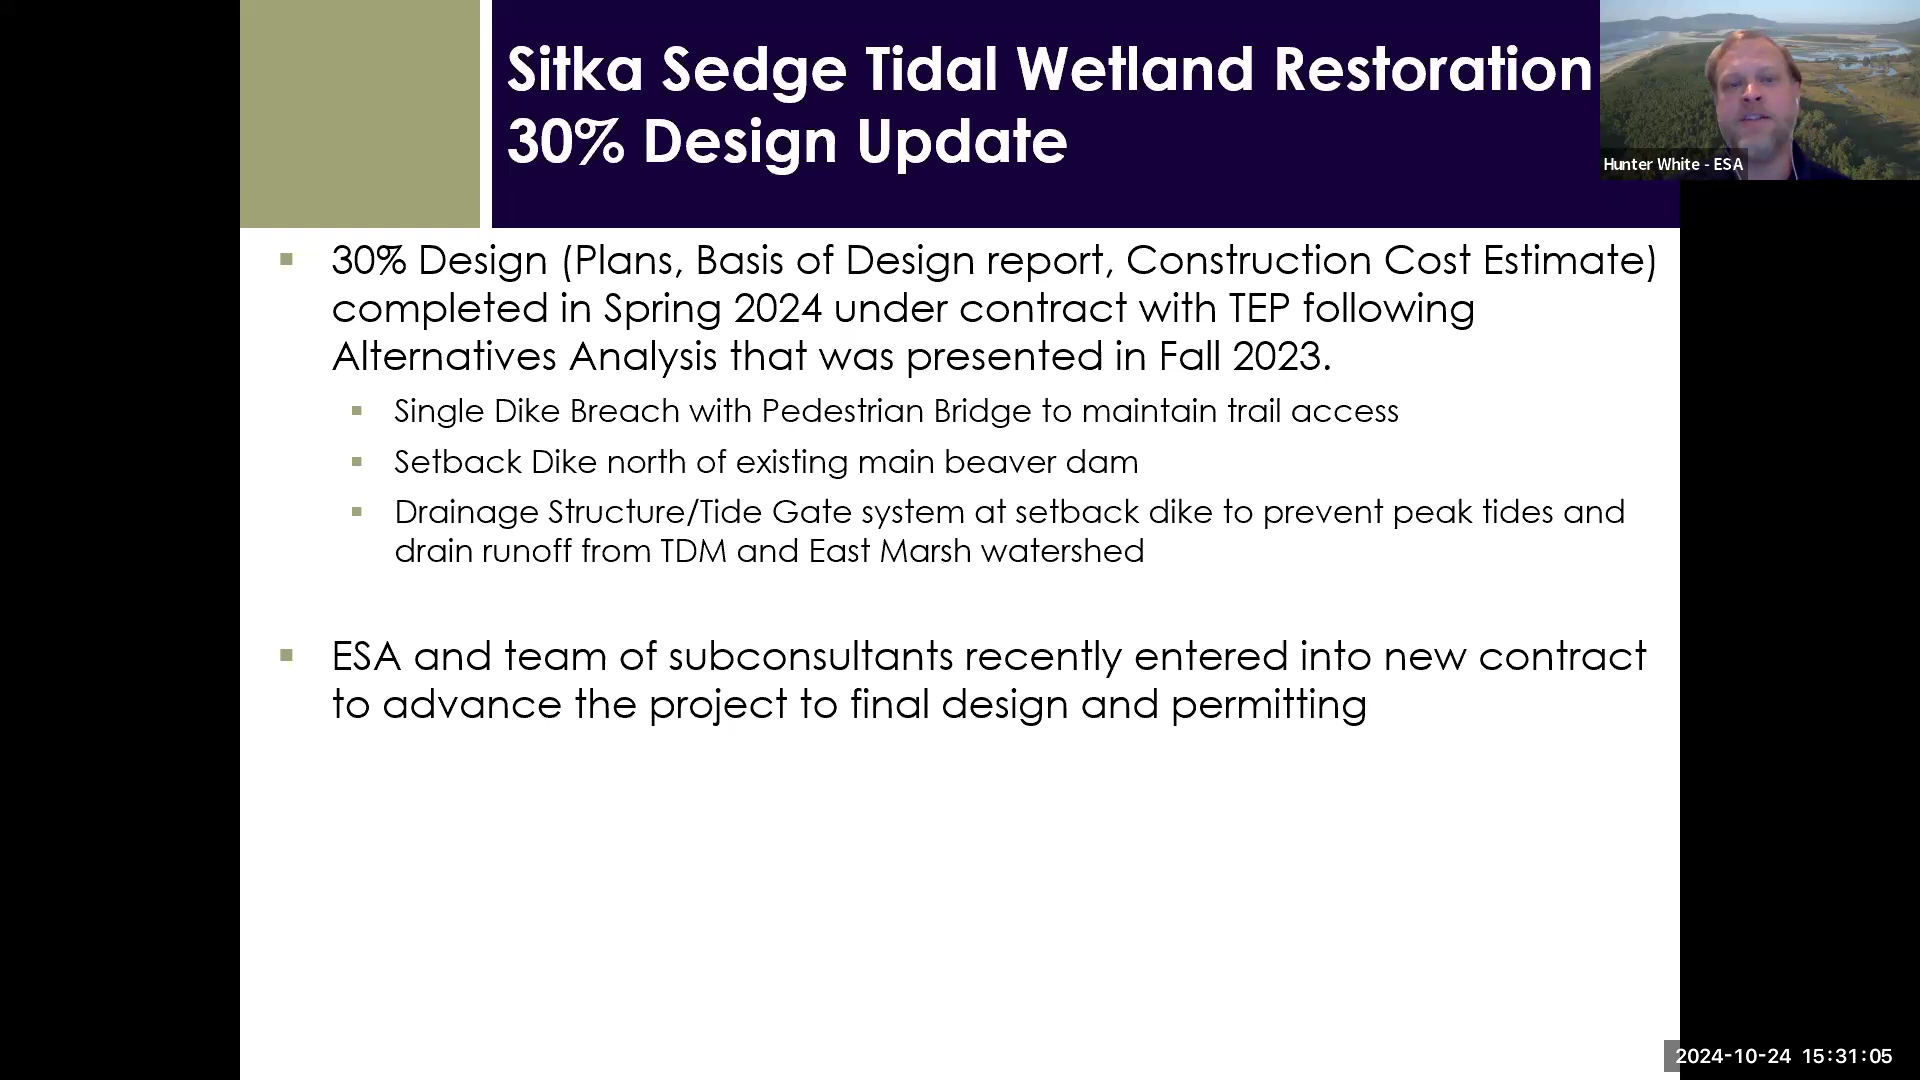 Sitka Sedge Tidal Wetland Restoration
30% Design Update
Hunter White - ESA
▪ 30% Design (Plans, Basis of Design report, Construction Cost Estimate)
completed in Spring 2024 under contract with TEP following
Alternatives Analysis that was presented in Fall 2023.
▪ Single Dike Breach with Pedestrian Bridge to maintain trail access
▪ Setback Dike north of existing main beaver dam
▪ Drainage Structure/Tide Gate system at setback dike to prevent peak tides and
drain runoff from TDM and East Marsh watershed
▪ ESA and team of subconsultants recently entered into new contract
to advance the project to final design and permitting
2024-10-24 15:31:05